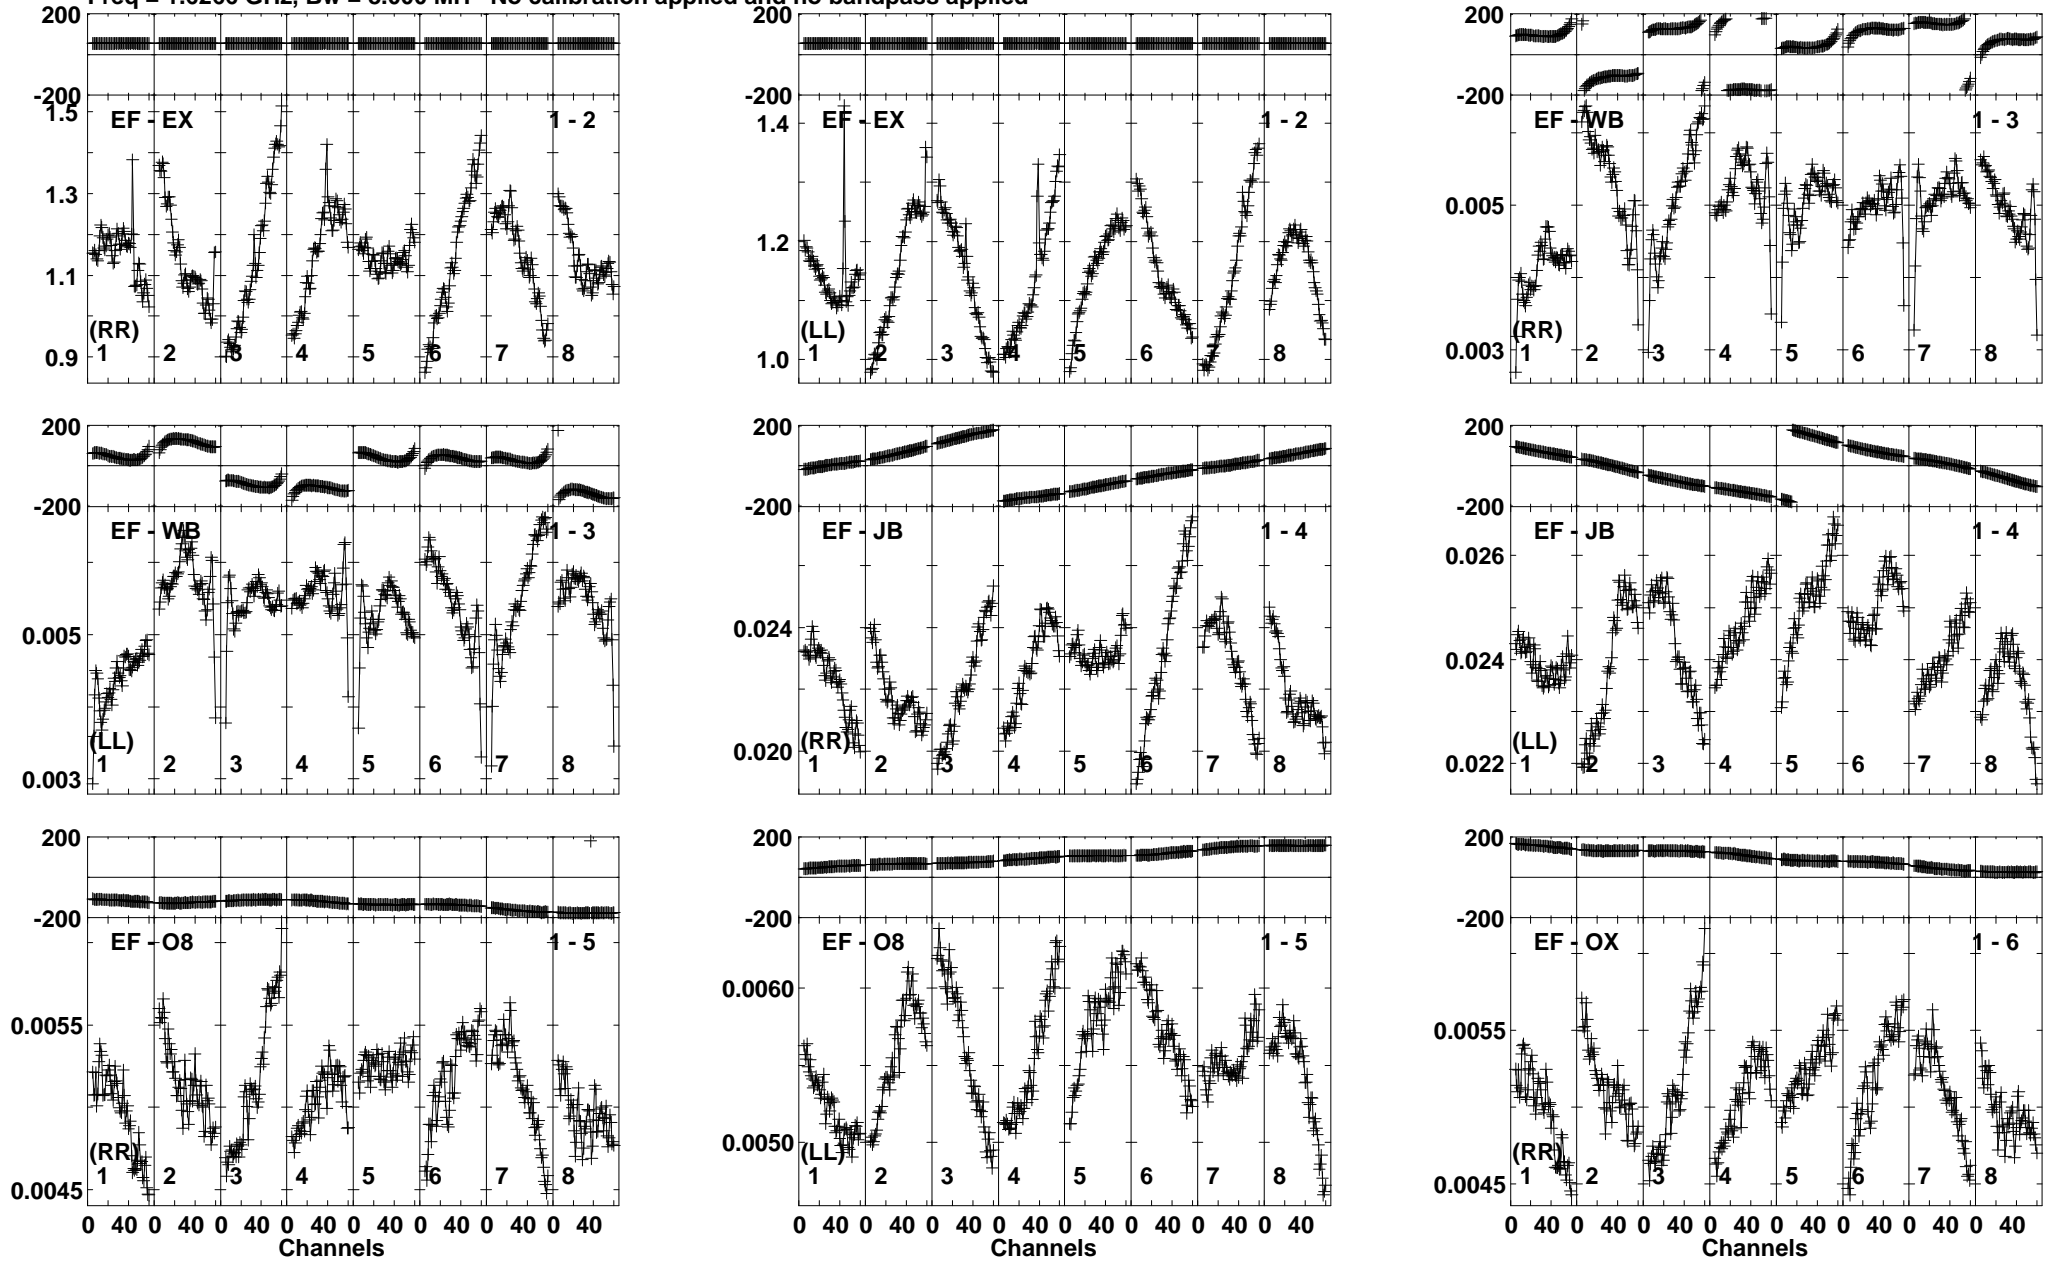 Freq = 1.6266 GHz, Bw = 8.000 MH No calibration applied and no bandpass applied
200 200 200
-200 -200 -200
1.5 EF - EX 1 - 2 1.4 EF - EX 1 - 2 EF - WB 1 - 3
1.3 1.2 0.005
1.1
(RR) (LL) (RR)
0.9 1 2 3 4 5 6 7 8 1.0 1 2 3 4 5 6 7 8 0.003 1 2 3 4 5 6 7 8
200 200 200
-200 -200 -200
EF - WB 1 - 3 EF - JB 1 - 4 EF - JB 1 - 4
0.026
0.005 0.024 0.024
(LL) 0.020 (RR) (LL)
0.003 1 2 3 4 5 6 7 8 1 2 3 4 5 6 7 8 0.022 1 2 3 4 5 6 7 8
200 200 200
-200 -200 -200
EF - O8 1 - 5 EF - O8 1 - 5 EF - OX 1 - 6
0.0055 0.0060 0.0055
(RR) 0.0050 (LL) (RR)
0.0045 1 2 3 4 5 6 7 8 1 2 3 4 5 6 7 8 0.0045 1 2 3 4 5 6 7 8
0 40 0 40 0 40 0 40 0 40 0 40 0 40 0 40 0 40 0 40 0 40 0 40 0 40 0 40 0 40 0 40 0 40 0 40 0 40 0 40 0 40 0 40 0 40 0 40
Channels Channels Channels